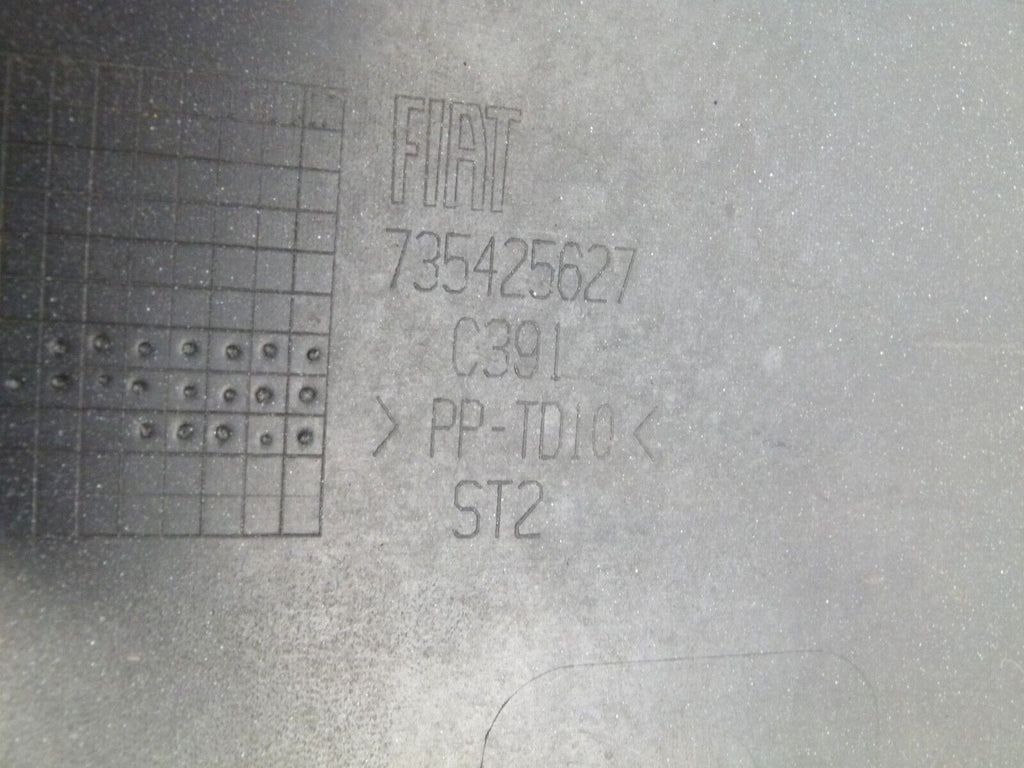 FIAT
735425627
C391
> PP-TD10 <
ST2